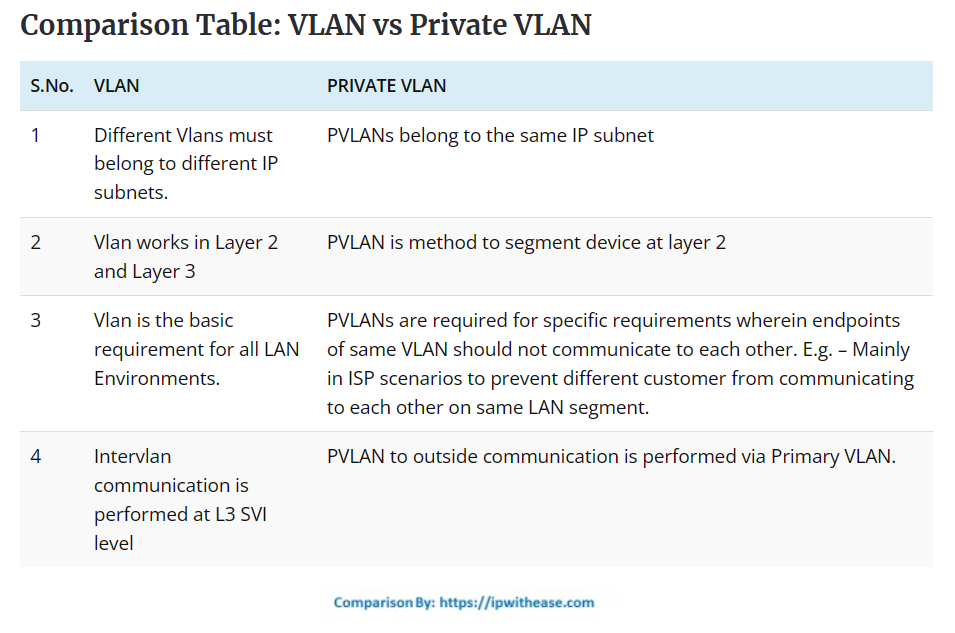 Comparison Table: VLAN vs Private VLAN
S.No. VLAN PRIVATE VLAN
1 Different Vlans must PVLANs belong to the same IP subnet
belong to different IP
subnets.
2 Vlan works in Layer 2 PVLAN is method to segment device at layer 2
and Layer 3
3 Vlan is the basic PVLANs are required for specific requirements wherein endpoints
requirement for all LAN of same VLAN should not communicate to each other. E.g. – Mainly
Environments. in ISP scenarios to prevent different customer from communicating
to each other on same LAN segment.
4 Intervlan PVLAN to outside communication is performed via Primary VLAN.
communication is
performed at L3 SVI
level
Comparison By: https://ipwithease.com